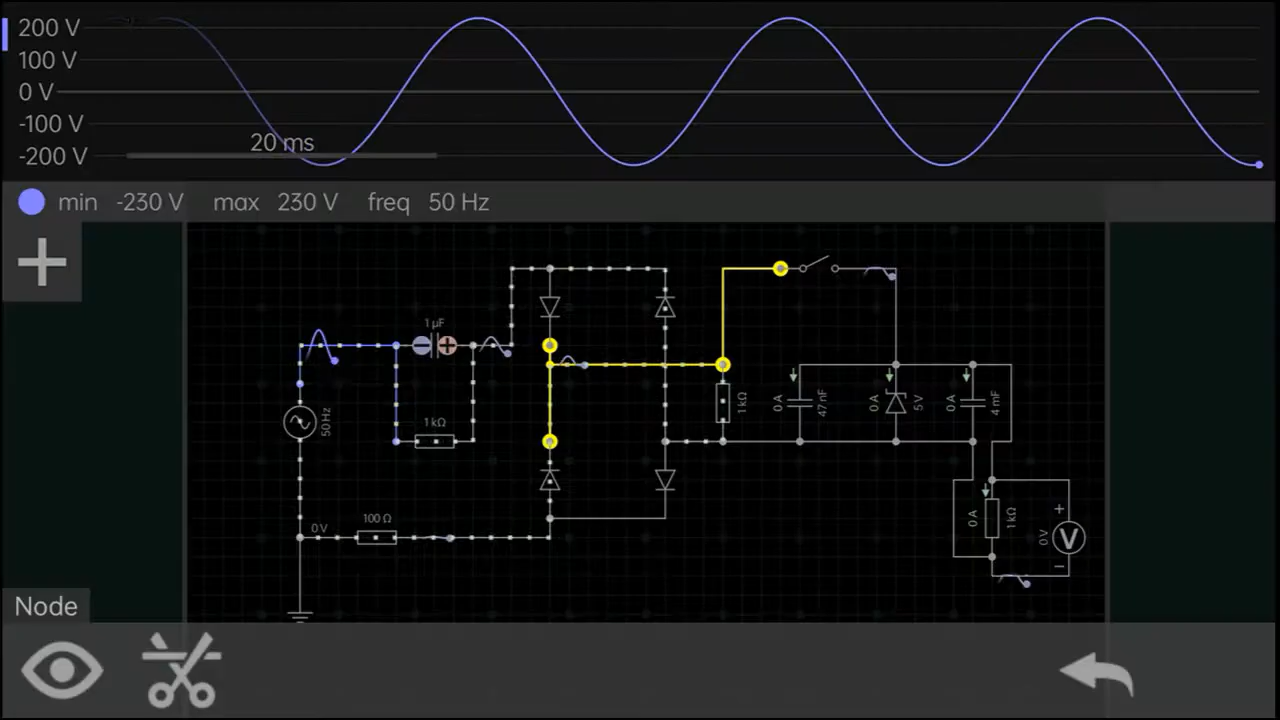 200 V
100 V
0 V
-100 V
-200 V
20 ms
min -230 V max 230 V freq 50 Hz
+
1 µF
50 Hz
1 kΩ
1 kΩ
0 A
47 nF
0 A
5 V
0 A
4 mF
0 V
100 Ω
0 A
1 kΩ
0 V
+
V
−
Node